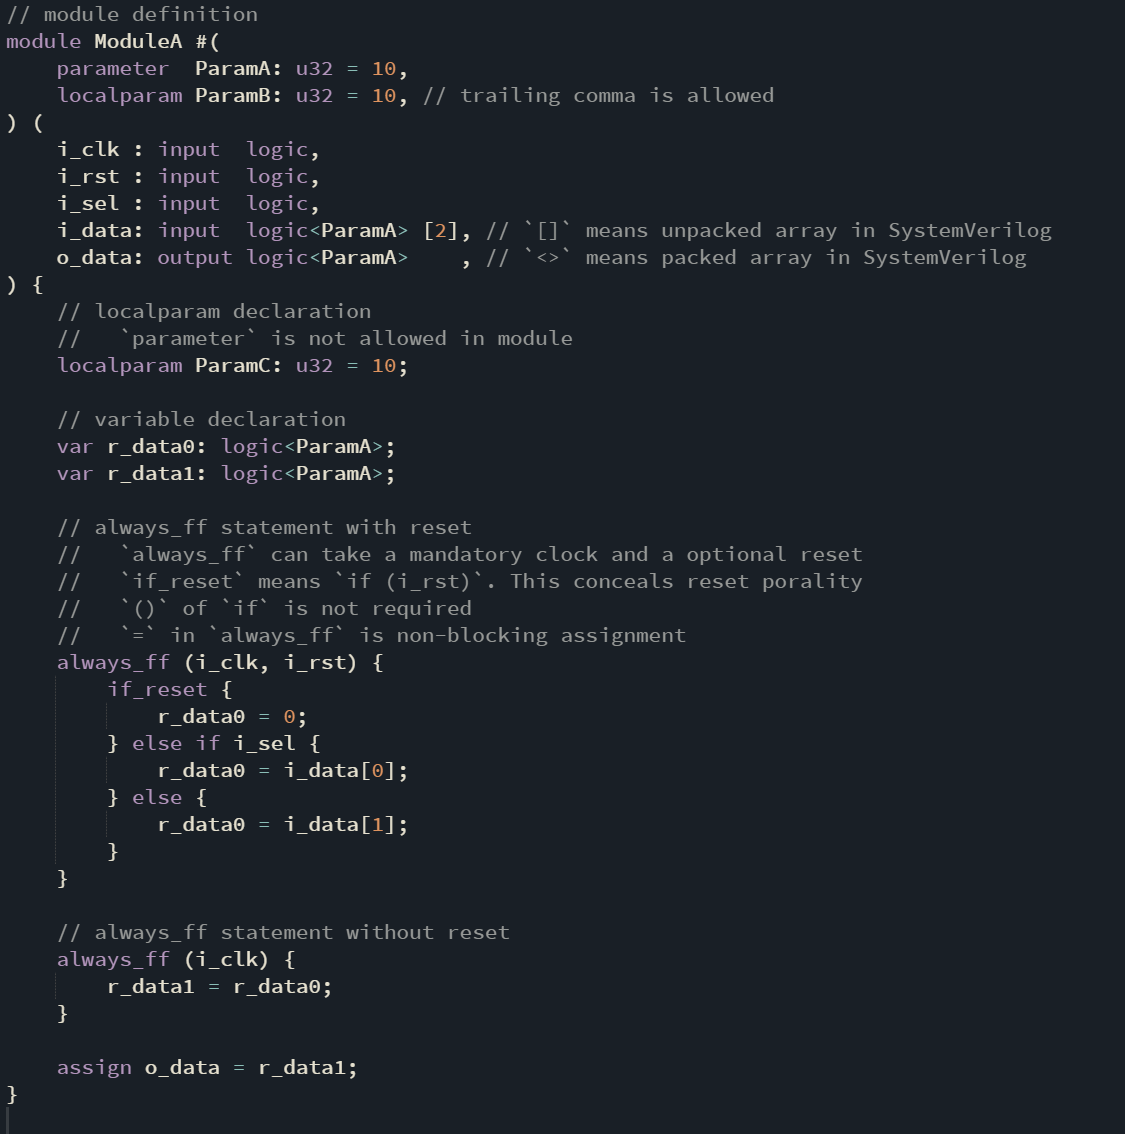 // module definition
module ModuleA #(
    parameter  ParamA: u32 = 10,
    localparam ParamB: u32 = 10, // trailing comma is allowed
) (
    i_clk : input  logic,
    i_rst : input  logic,
    i_sel : input  logic,
    i_data: input  logic<ParamA> [2], // `[]` means unpacked array in SystemVerilog
    o_data: output logic<ParamA>    , // `<>` means packed array in SystemVerilog
) {
    // localparam declaration
    //   `parameter` is not allowed in module
    localparam ParamC: u32 = 10;

    // variable declaration
    var r_data0: logic<ParamA>;
    var r_data1: logic<ParamA>;

    // always_ff statement with reset
    //   `always_ff` can take a mandatory clock and a optional reset
    //   `if_reset` means `if (i_rst)`. This conceals reset porality
    //   `()` of `if` is not required
    //   `=` in `always_ff` is non-blocking assignment
    always_ff (i_clk, i_rst) {
        if_reset {
            r_data0 = 0;
        } else if i_sel {
            r_data0 = i_data[0];
        } else {
            r_data0 = i_data[1];
        }
    }

    // always_ff statement without reset
    always_ff (i_clk) {
        r_data1 = r_data0;
    }

    assign o_data = r_data1;
}